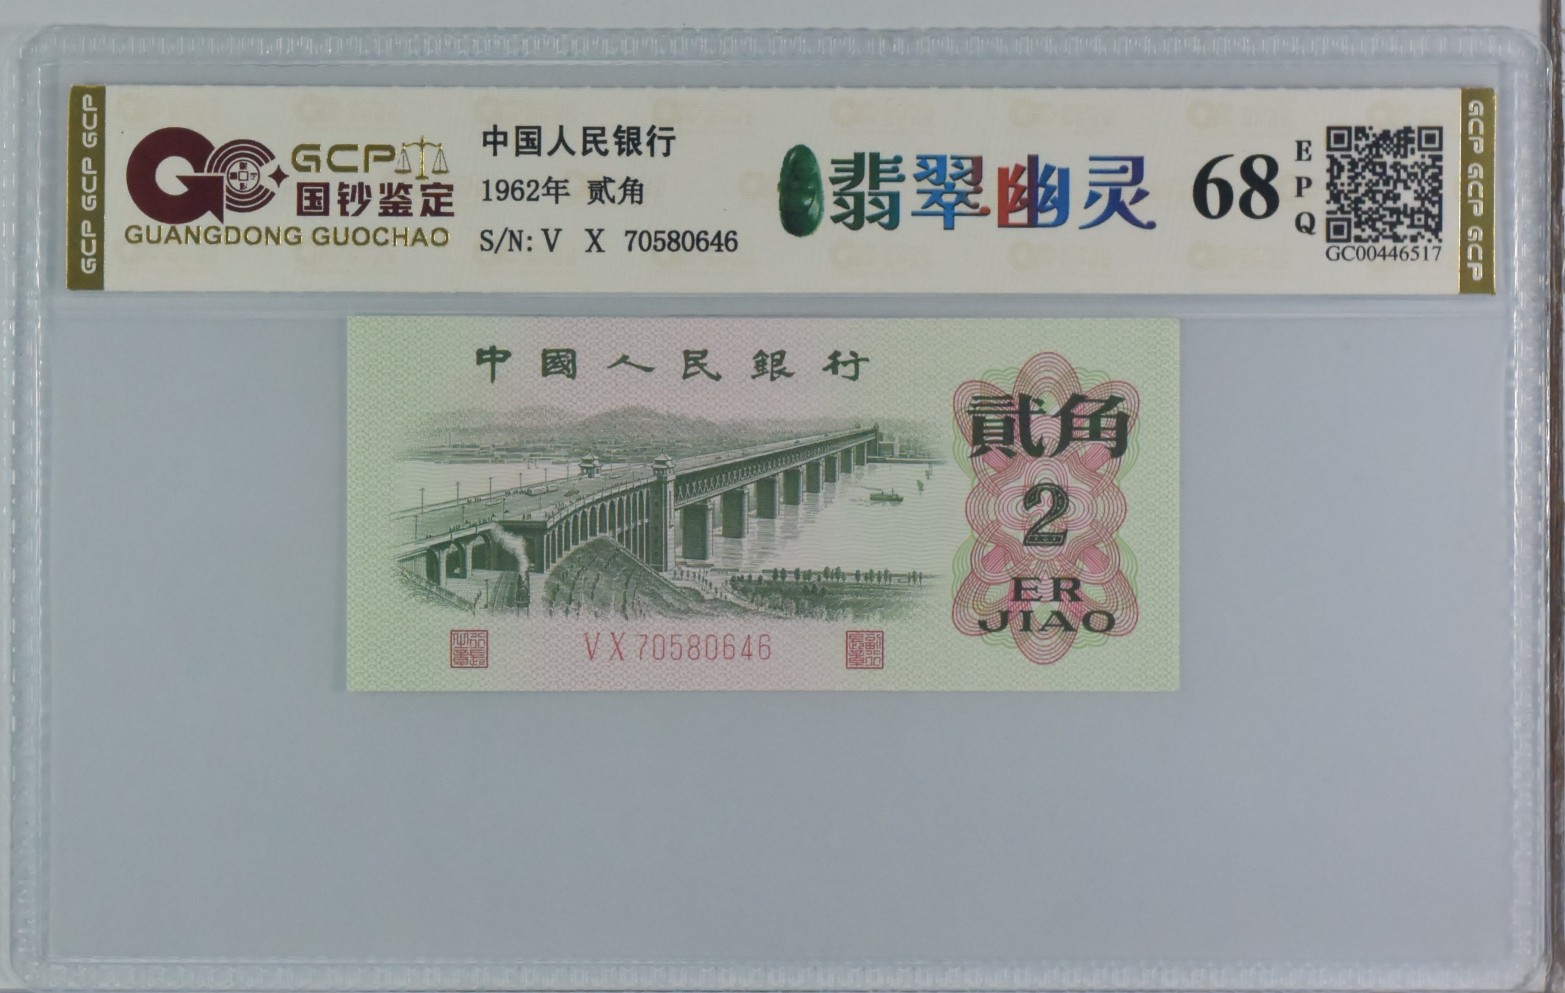 GCP GCP GCP
GCP
国钞鉴定
GUANGDONG GUOCHAO
中国人民银行
1962年 贰角
S/N: V X 70580646
翡翠幽灵
68
EPQ
GC00446517
GCP GCP GCP
中國人民銀行
貳角
2
ER
JIAO
VX70580646